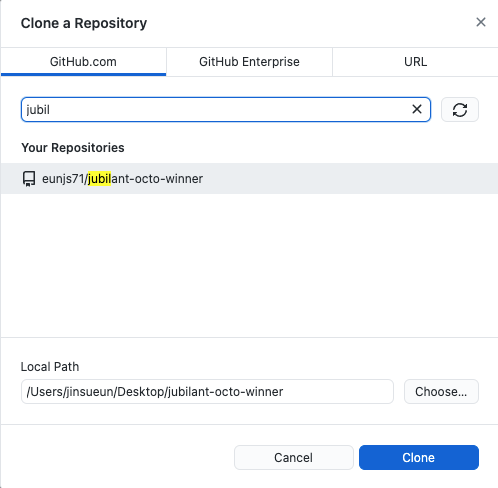 Clone a Repository
GitHub.com
GitHub Enterprise
URL
jubil
Your Repositories
eunjs71/jubilant-octo-winner
Local Path
/Users/jinsueun/Desktop/jubilant-octo-winner
Choose...
Cancel
Clone